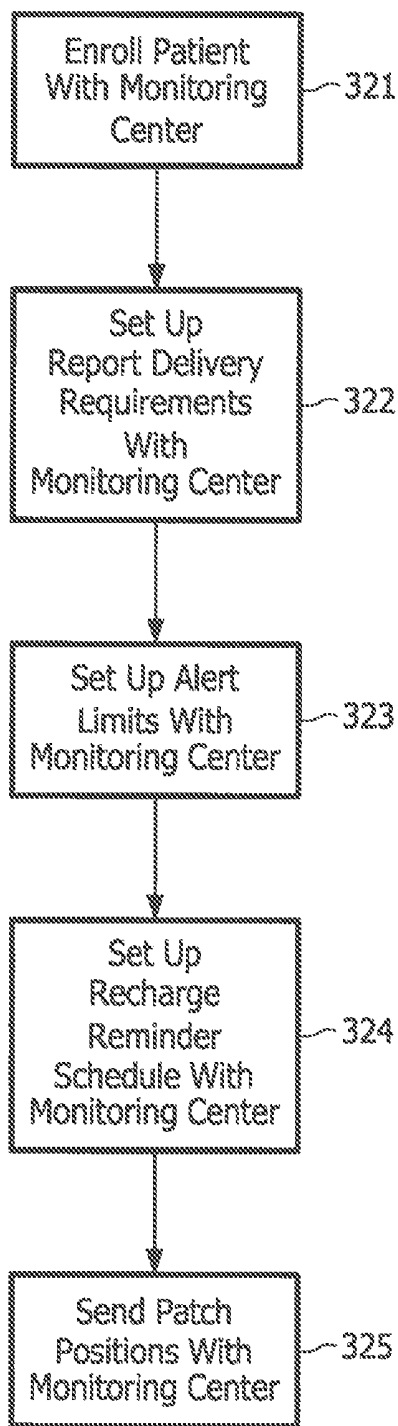 Enroll Patient
With Monitoring
Center
321
Set Up
Report Delivery
Requirements
With
Monitoring Center
322
Set Up Alert
Limits With
Monitoring Center
323
Set Up
Recharge
Reminder
Schedule With
Monitoring Center
324
Send Patch
Positions With
Monitoring Center
325